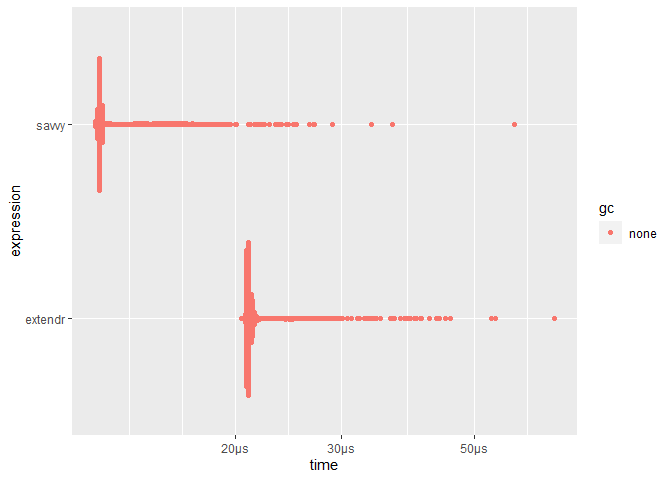 expression
savvy
extendr
20µs
30µs
50µs
time
gc
none